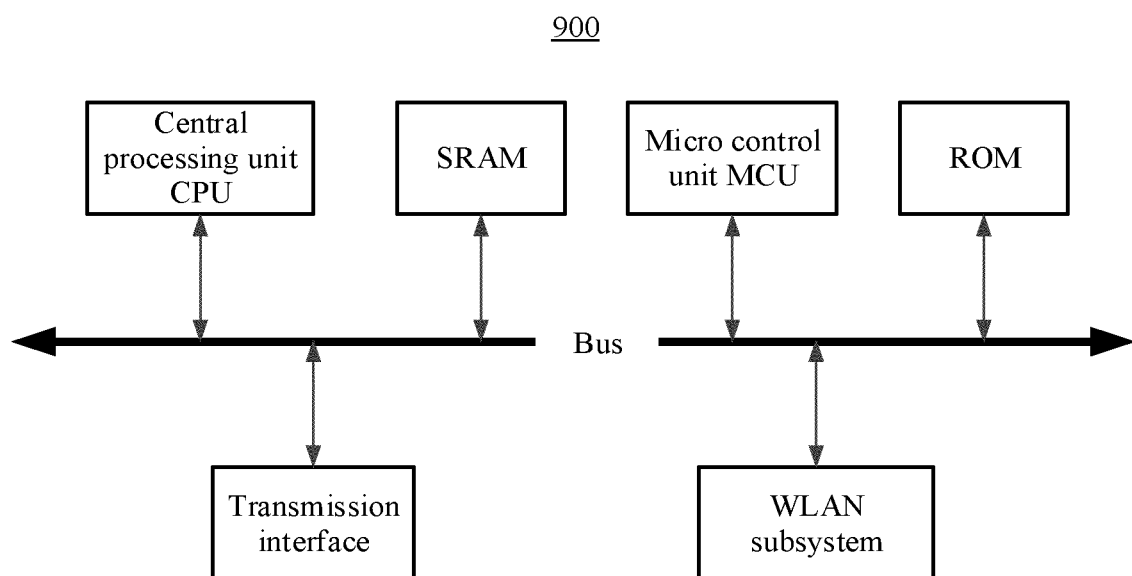 900
Central
processing unit
CPU
SRAM
Micro control
unit MCU
ROM
Bus
Transmission
interface
WLAN
subsystem